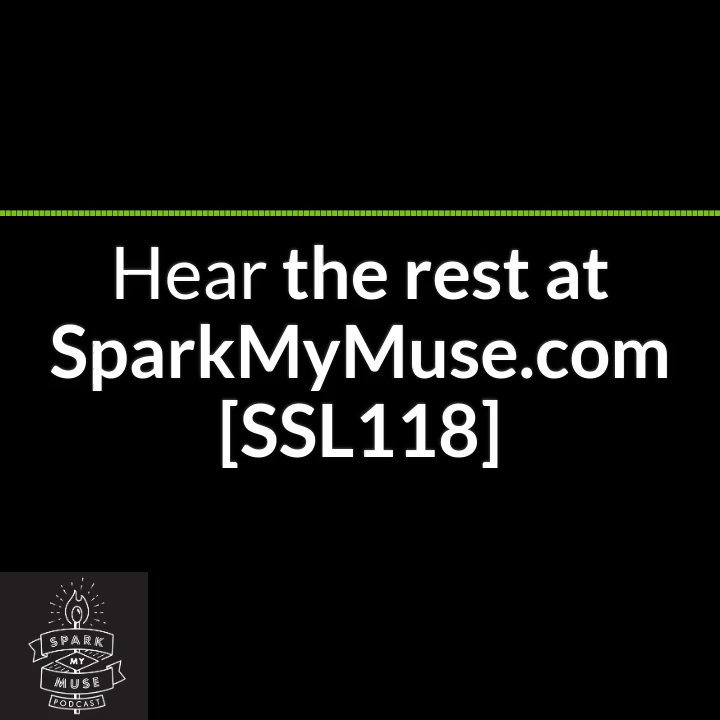 Hear the rest at
SparkMyMuse.com
[SSL118]
SPARK
MY
MUSE
PODCAST